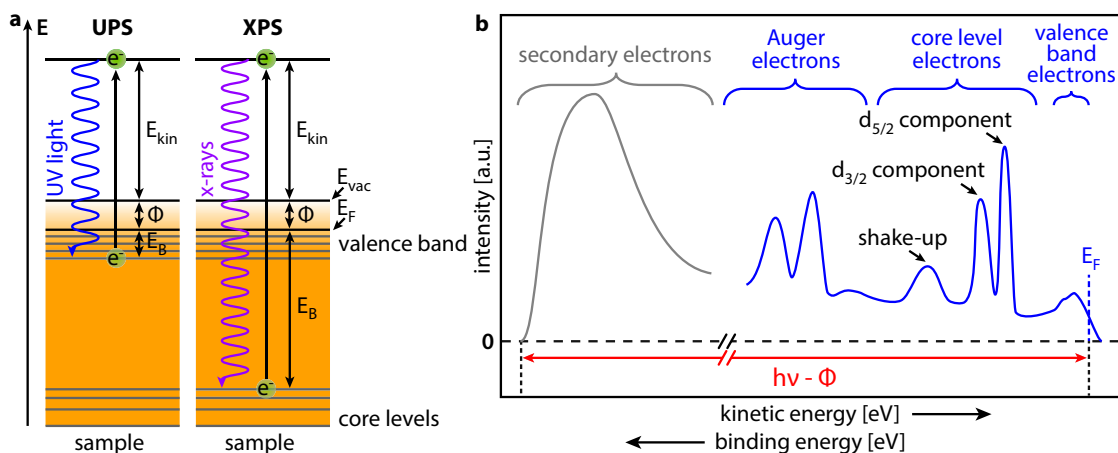 a
E
UPS
XPS
e⁻
e⁻
UV light
x-rays
E_kin
E_kin
E_vac
Φ
Φ
E_F
e⁻
E_B
valence band
E_B
e⁻
core levels
sample
sample
b
intensity [a.u.]
0
secondary electrons
Auger
electrons
core level
electrons
valence
band
electrons
d_5/2 component
d_3/2 component
shake-up
E_F
hν - Φ
kinetic energy [eV]
binding energy [eV]